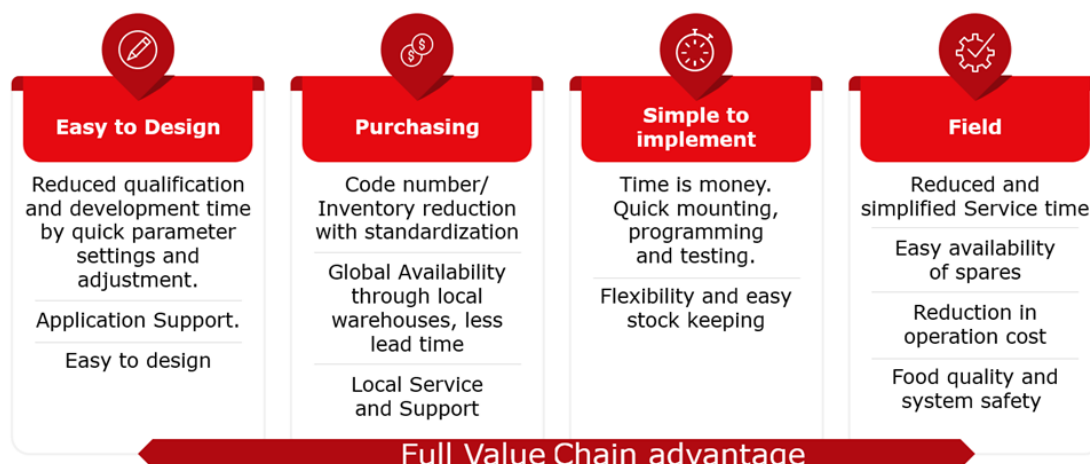 Easy to Design
Reduced qualification
and development time
by quick parameter
settings and
adjustment.
Application Support.
Easy to design
Purchasing
Code number/
Inventory reduction
with standardization
Global Availability
through local
warehouses, less
lead time
Local Service
and Support
Simple to
implement
Time is money.
Quick mounting,
programming
and testing.
Flexibility and easy
stock keeping
Field
Reduced and
simplified Service time
Easy availability
of spares
Reduction in
operation cost
Food quality and
system safety
Full Value Chain advantage